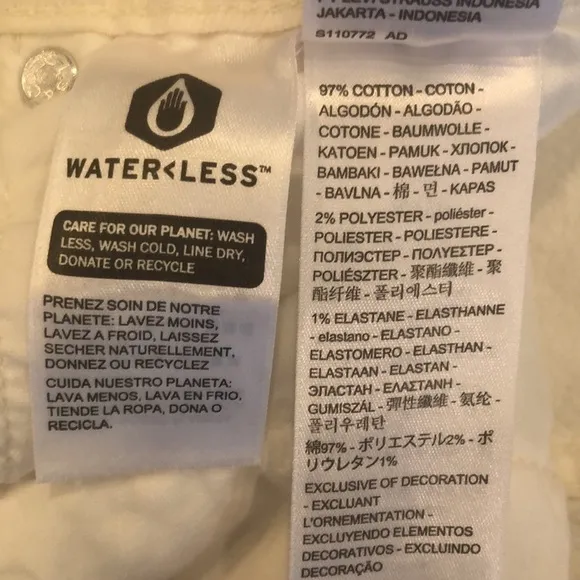 WATER<LESS™
CARE FOR OUR PLANET: WASH
LESS, WASH COLD, LINE DRY,
DONATE OR RECYCLE
PRENEZ SOIN DE NOTRE
PLANETE: LAVEZ MOINS,
LAVEZ A FROID, LAISSEZ
SECHER NATURELLEMENT,
DONNEZ OU RECYCLEZ
CUIDA NUESTRO PLANETA:
LAVA MENOS, LAVA EN FRIO,
TIENDE LA ROPA, DONA O
RECICLA.
PT LEVI STRAUSS INDONESIA
JAKARTA - INDONESIA
S110772 AD
97% COTTON - COTON -
ALGODÓN - ALGODÃO -
COTONE - BAUMWOLLE -
KATOEN - PAMUK - ХЛОПОК -
BAMBAKI - BAWEŁNA - PAMUT
- BAVLNA - 棉 - 면 - KAPAS
2% POLYESTER - poliéster -
POLIESTER - POLIESTERE -
ПОЛИЭСТЕР - ΠΟΛΥΕΣΤΕΡ -
POLIÉSZTER - 聚酯纖維 - 聚
酯纤维 - 폴리에스터
1% ELASTANE - ELASTHANNE
- elastano - ELASTANO -
ELASTOMERO - ELASTHAN -
ELASTAAN - ELASTAN -
ЭЛАСТАН - ΕΛΑΣΤΑΝΗ -
GUMISZÁL - 彈性纖維 - 氨纶 -
폴리우레탄
綿97% - ポリエステル2% - ポ
リウレタン1%
EXCLUSIVE OF DECORATION
- EXCLUANT
L'ORNEMENTATION -
EXCLUYENDO ELEMENTOS
DECORATIVOS - EXCLUINDO
DECORAÇÃO